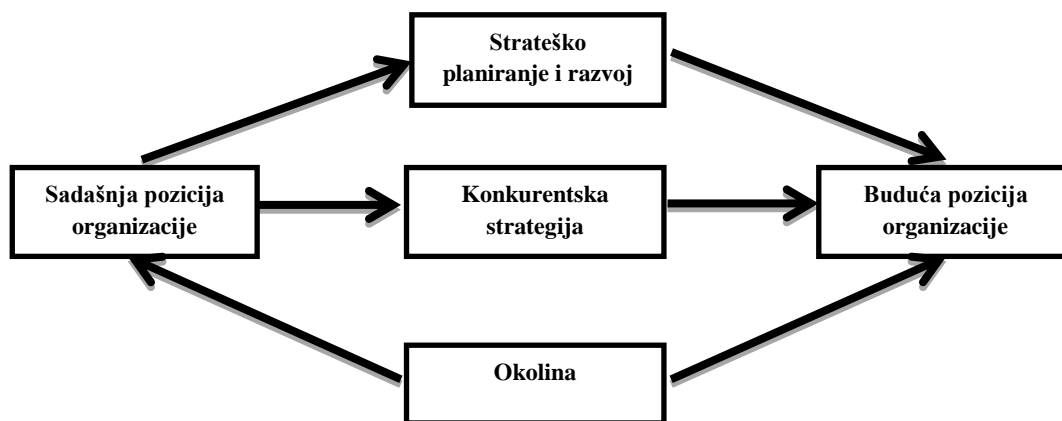 Strateško
planiranje i razvoj
Sadašnja pozicija
organizacije
Konkurentska
strategija
Buduća pozicija
organizacije
Okolina